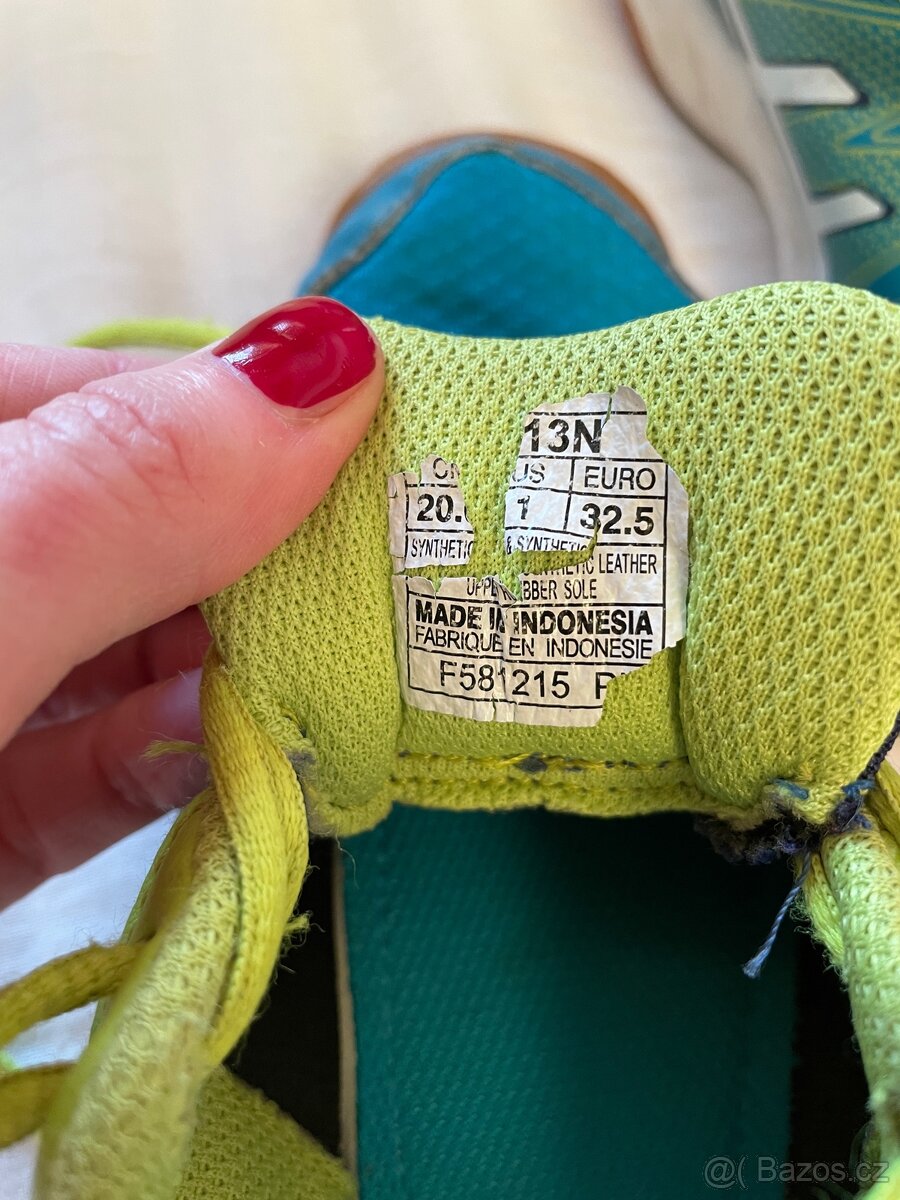 13N
US EURO
20. 1 32.5
SYNTHETIC & SYNTHETIC
LEATHER
RUBBER SOLE
MADE IN INDONESIA
FABRIQUE EN INDONESIE
F581215
@( Bazos.cz